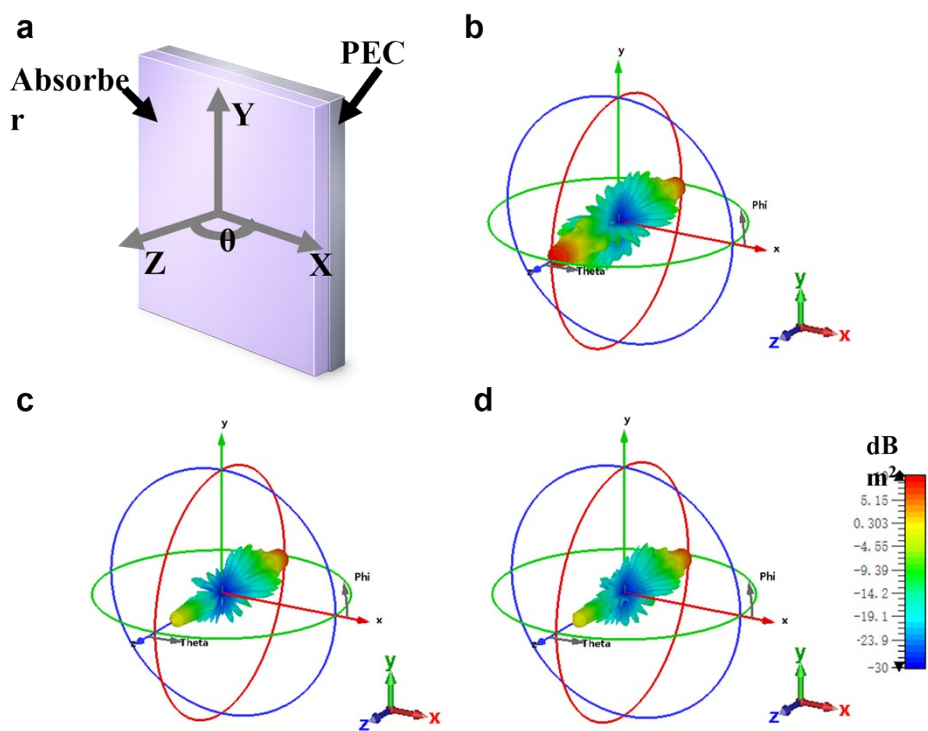 a
Absorbe
r
PEC
Y
Z
θ
X
b
y
Phi
x
z
Theta
y
x
z
c
y
Phi
x
z
Theta
y
x
z
d
y
Phi
x
z
Theta
y
x
z
dB
m²
5.15
0.303
-4.55
-9.39
-14.2
-19.1
-23.9
-30